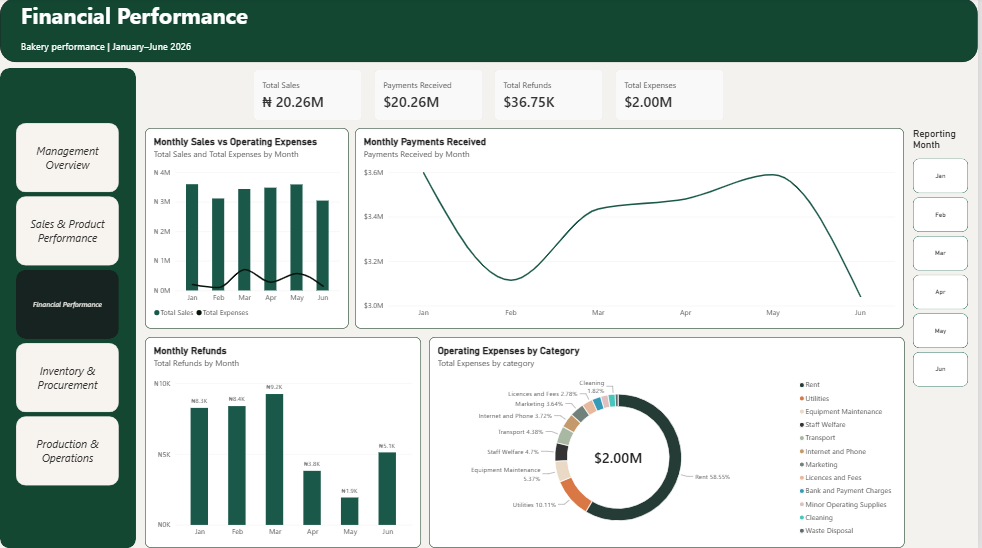 Financial Performance
Bakery performance | January–June 2026
Management
Overview
Sales & Product
Performance
Financial Performance
Inventory &
Procurement
Production &
Operations
Total Sales
₦ 20.26M
Payments Received
$20.26M
Total Refunds
$36.75K
Total Expenses
$2.00M
Monthly Sales vs Operating Expenses
Total Sales and Total Expenses by Month
₦ 4M
₦ 3M
₦ 2M
₦ 1M
₦ 0M
Jan Feb Mar Apr May Jun
Total Sales Total Expenses
Monthly Payments Received
Payments Received by Month
$3.6M
$3.4M
$3.2M
$3.0M
Jan Feb Mar Apr May Jun
Reporting
Month
Jan
Feb
Mar
Apr
May
Jun
Monthly Refunds
Total Refunds by Month
₦10K
₦5K
₦0K
₦8.3K ₦8.4K ₦9.2K ₦3.8K ₦1.9K ₦5.1K
Jan Feb Mar Apr May Jun
Operating Expenses by Category
Total Expenses by category
Cleaning
1.82%
Licences and Fees 2.78%
Marketing 3.64%
Internet and Phone 3.72%
Transport 4.38%
Staff Welfare 4.7%
Equipment Maintenance
5.37%
Utilities 10.11%
Rent 58.55%
$2.00M
Rent
Utilities
Equipment Maintenance
Staff Welfare
Transport
Internet and Phone
Marketing
Licences and Fees
Bank and Payment Charges
Minor Operating Supplies
Cleaning
Waste Disposal